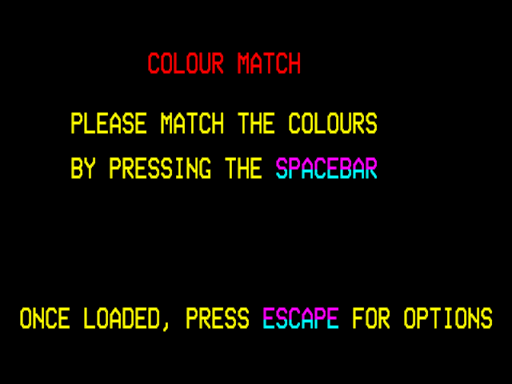 COLOUR MATCH
PLEASE MATCH THE COLOURS
BY PRESSING THE SPACEBAR
ONCE LOADED, PRESS ESCAPE FOR OPTIONS